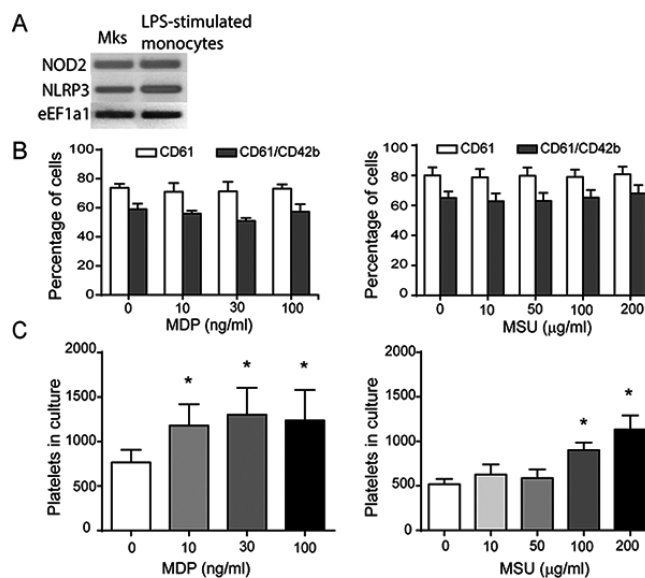 A
Mks
LPS-stimulated
monocytes
NOD2
NLRP3
eEF1a1
B
CD61
CD61/CD42b
Percentage of cells
100
80
60
40
20
0
0
10
30
100
MDP (ng/ml)
CD61
CD61/CD42b
Percentage of cells
100
80
60
40
20
0
0
10
50
100
200
MSU (μg/ml)
C
Platelets in culture
2000
1500
1000
500
0
*
*
*
0
10
30
100
MDP (ng/ml)
Platelets in culture
2000
1500
1000
500
0
*
*
0
10
50
100
200
MSU (μg/ml)